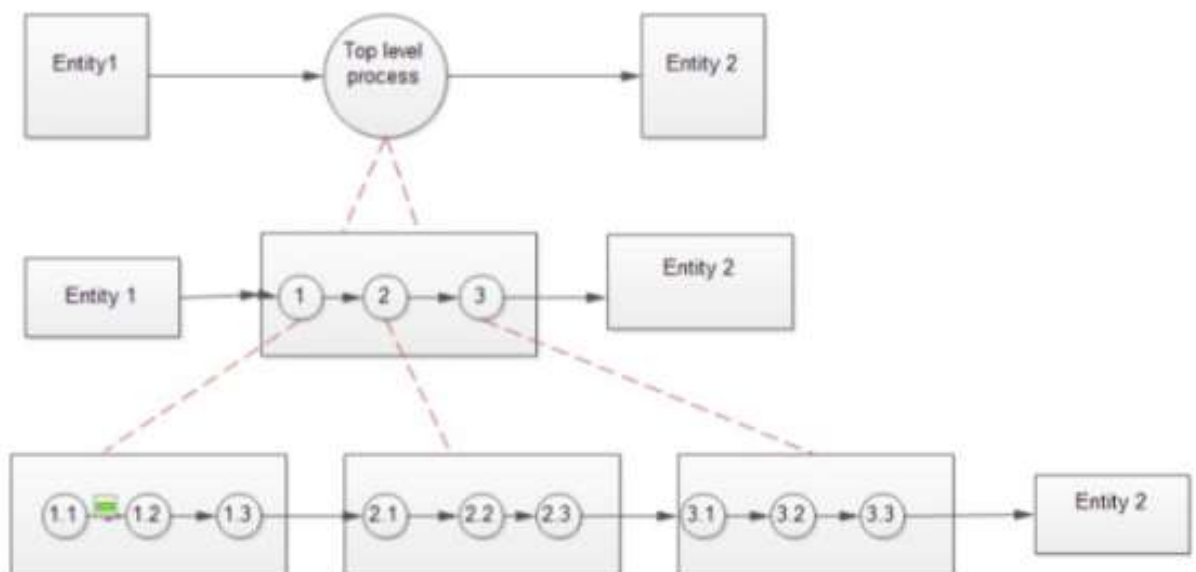 Entity1
Top level
process
Entity 2
Entity 1
1
2
3
Entity 2
1.1
1.2
1.3
2.1
2.2
2.3
3.1
3.2
3.3
Entity 2